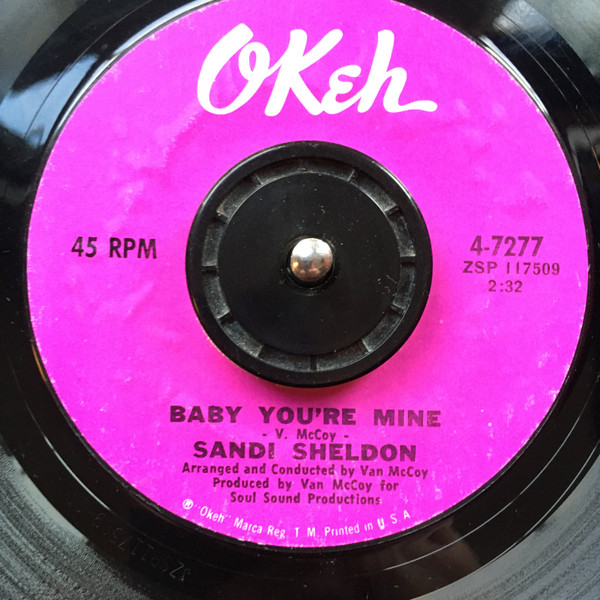 OKeh
45 RPM
4-7277
ZSP 117509
2:32
BABY YOU'RE MINE
- V. McCoy -
SANDI SHELDON
Arranged and Conducted by Van McCoy
Produced by Van McCoy for
Soul Sound Productions
® "Okeh" Marca Reg. T M. Printed in U S A